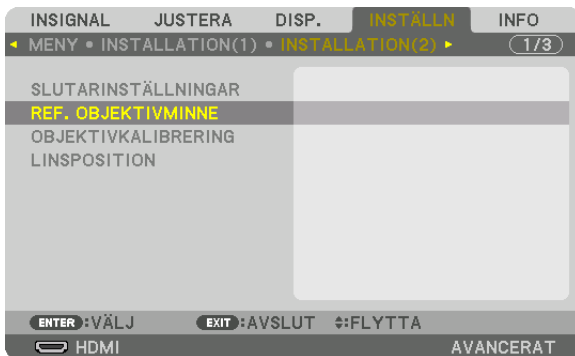 INSIGNAL JUSTERA DISP. INSTÄLLN INFO
◂ MENY • INSTALLATION(1) • INSTALLATION(2) ▸ 1/3
SLUTARINSTÄLLNINGAR
REF. OBJEKTIVMINNE
OBJEKTIVKALIBRERING
LINSPOSITION
ENTER :VÄLJ EXIT :AVSLUT ◆:FLYTTA
HDMI AVANCERAT